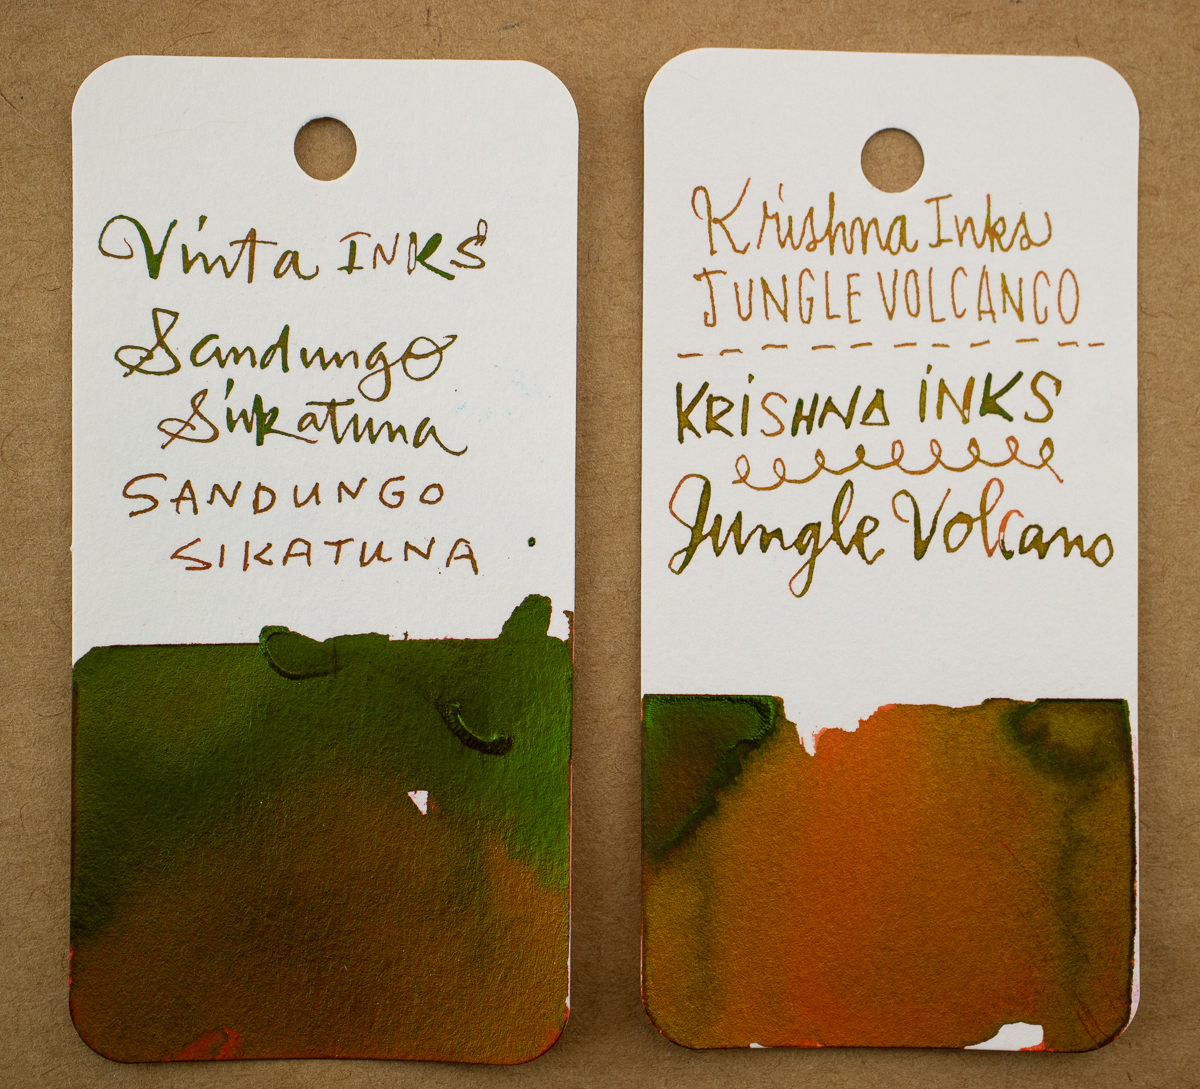 Vinta INKS
Sandungo
Sikatuna
SANDUNGO
SIKATUNA
Krishna Inks
JUNGLE VOLCANCO
KRISHNA INKS
Jungle Volcano